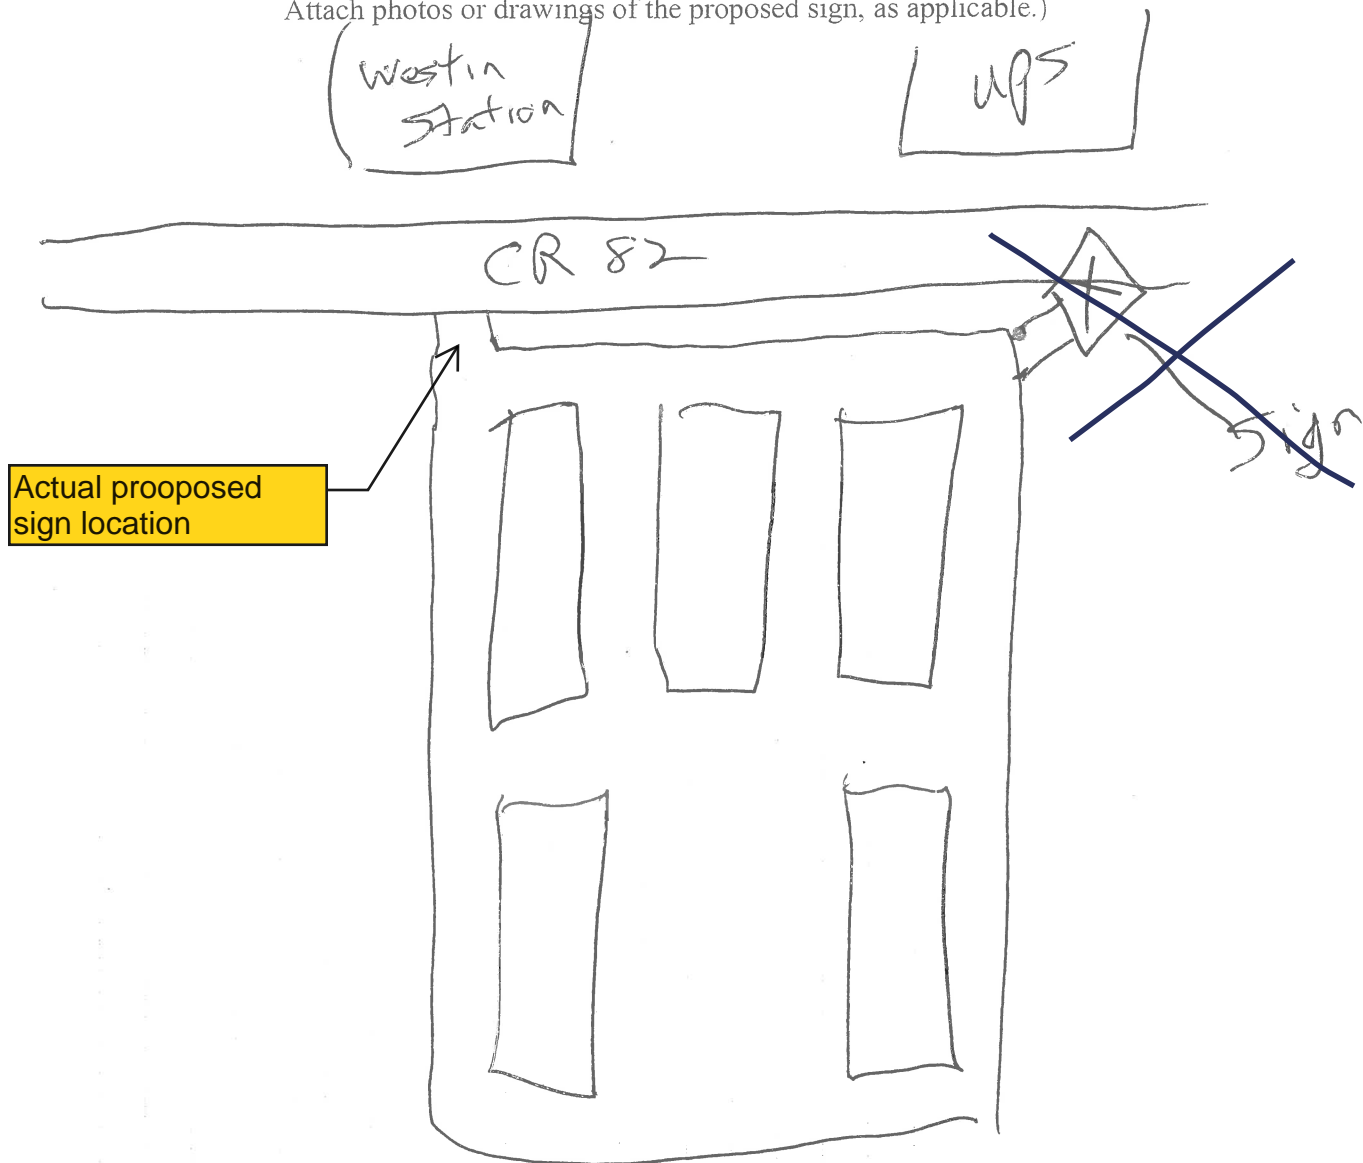 Attach photos or drawings of the proposed sign, as applicable.)
Westin
Station
ups
CR 82
Sign
Actual prooposed
sign location